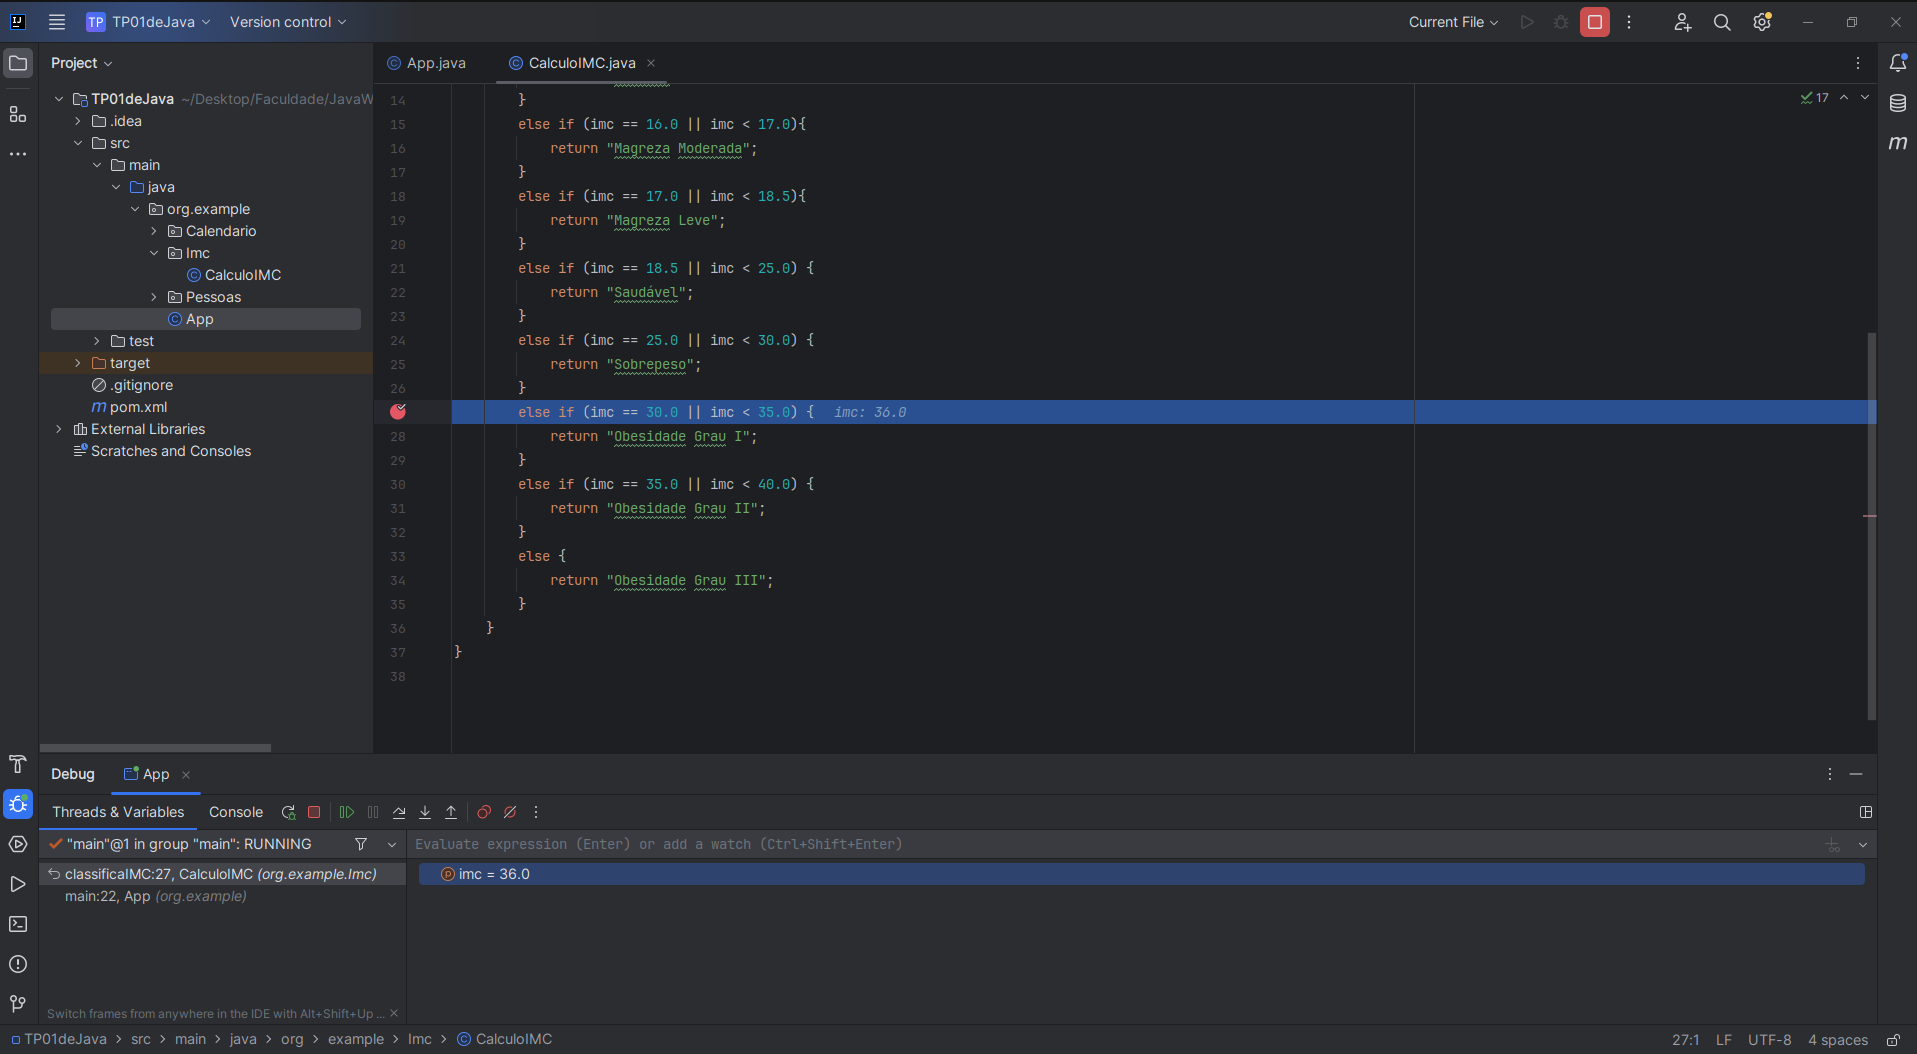 TP TP01deJava Version control Current File
Project
App.java CalculoIMC.java
TP01deJava ~/Desktop/Faculdade/JavaW
.idea
src
main
java
org.example
Calendario
Imc
CalculoIMC
Pessoas
App
test
target
.gitignore
pom.xml
External Libraries
Scratches and Consoles
17
14 }
15 else if (imc == 16.0 || imc < 17.0){
16 return "Magreza Moderada";
17 }
18 else if (imc == 17.0 || imc < 18.5){
19 return "Magreza Leve";
20 }
21 else if (imc == 18.5 || imc < 25.0) {
22 return "Saudável";
23 }
24 else if (imc == 25.0 || imc < 30.0) {
25 return "Sobrepeso";
26 }
else if (imc == 30.0 || imc < 35.0) { imc: 36.0
28 return "Obesidade Grau I";
29 }
30 else if (imc == 35.0 || imc < 40.0) {
31 return "Obesidade Grau II";
32 }
33 else {
34 return "Obesidade Grau III";
35 }
36 }
37 }
38
Debug App
Threads & Variables Console
"main"@1 in group "main": RUNNING
Evaluate expression (Enter) or add a watch (Ctrl+Shift+Enter)
classificaIMC:27, CalculoIMC (org.example.Imc)
main:22, App (org.example)
imc = 36.0
Switch frames from anywhere in the IDE with Alt+Shift+Up ...
TP01deJava > src > main > java > org > example > Imc > CalculoIMC
27:1 LF UTF-8 4 spaces